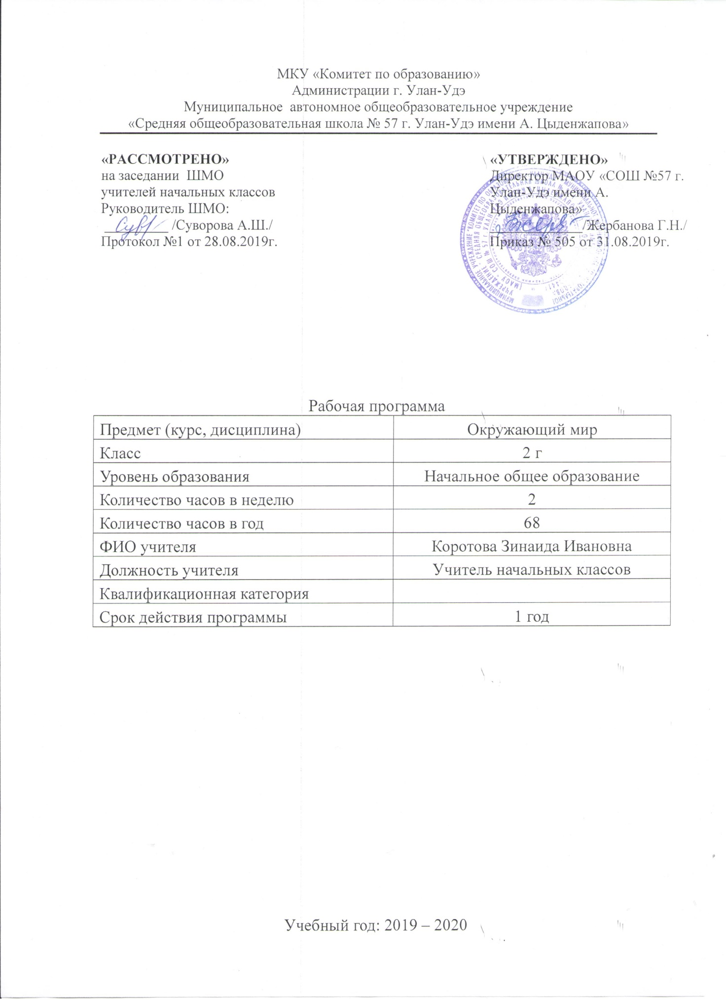 МКУ «Комитет по образованию»
Администрации г. Улан-Удэ
Муниципальное автономное общеобразовательное учреждение
«Средняя общеобразовательная школа № 57 г. Улан-Удэ имени А. Цыденжапова»
«РАССМОТРЕНО»
на заседании ШМО
учителей начальных классов
Руководитель ШМО:
/Суворова А.Ш./
Протокол №1 от 28.08.2019г.
«УТВЕРЖДЕНО»
Директор МАОУ «СОШ №57 г.
Улан-Удэ имени А.
Цыденжапова»
/Жербанова Г.Н./
Приказ № 505 от 31.08.2019г.
Рабочая программа
Предмет (курс, дисциплина) Окружающий мир
Класс 2 г
Уровень образования Начальное общее образование
Количество часов в неделю 2
Количество часов в год 68
ФИО учителя Коротова Зинаида Ивановна
Должность учителя Учитель начальных классов
Квалификационная категория
Срок действия программы 1 год
Учебный год: 2019 – 2020